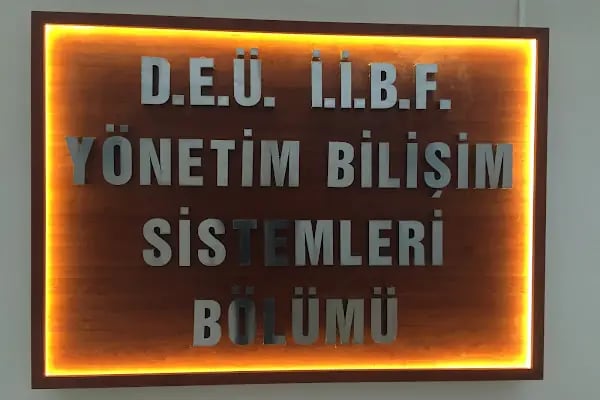 D.E.Ü. İ.İ.B.F.
YÖNETİM BİLİŞİM
SİSTEMLERİ
BÖLÜMÜ